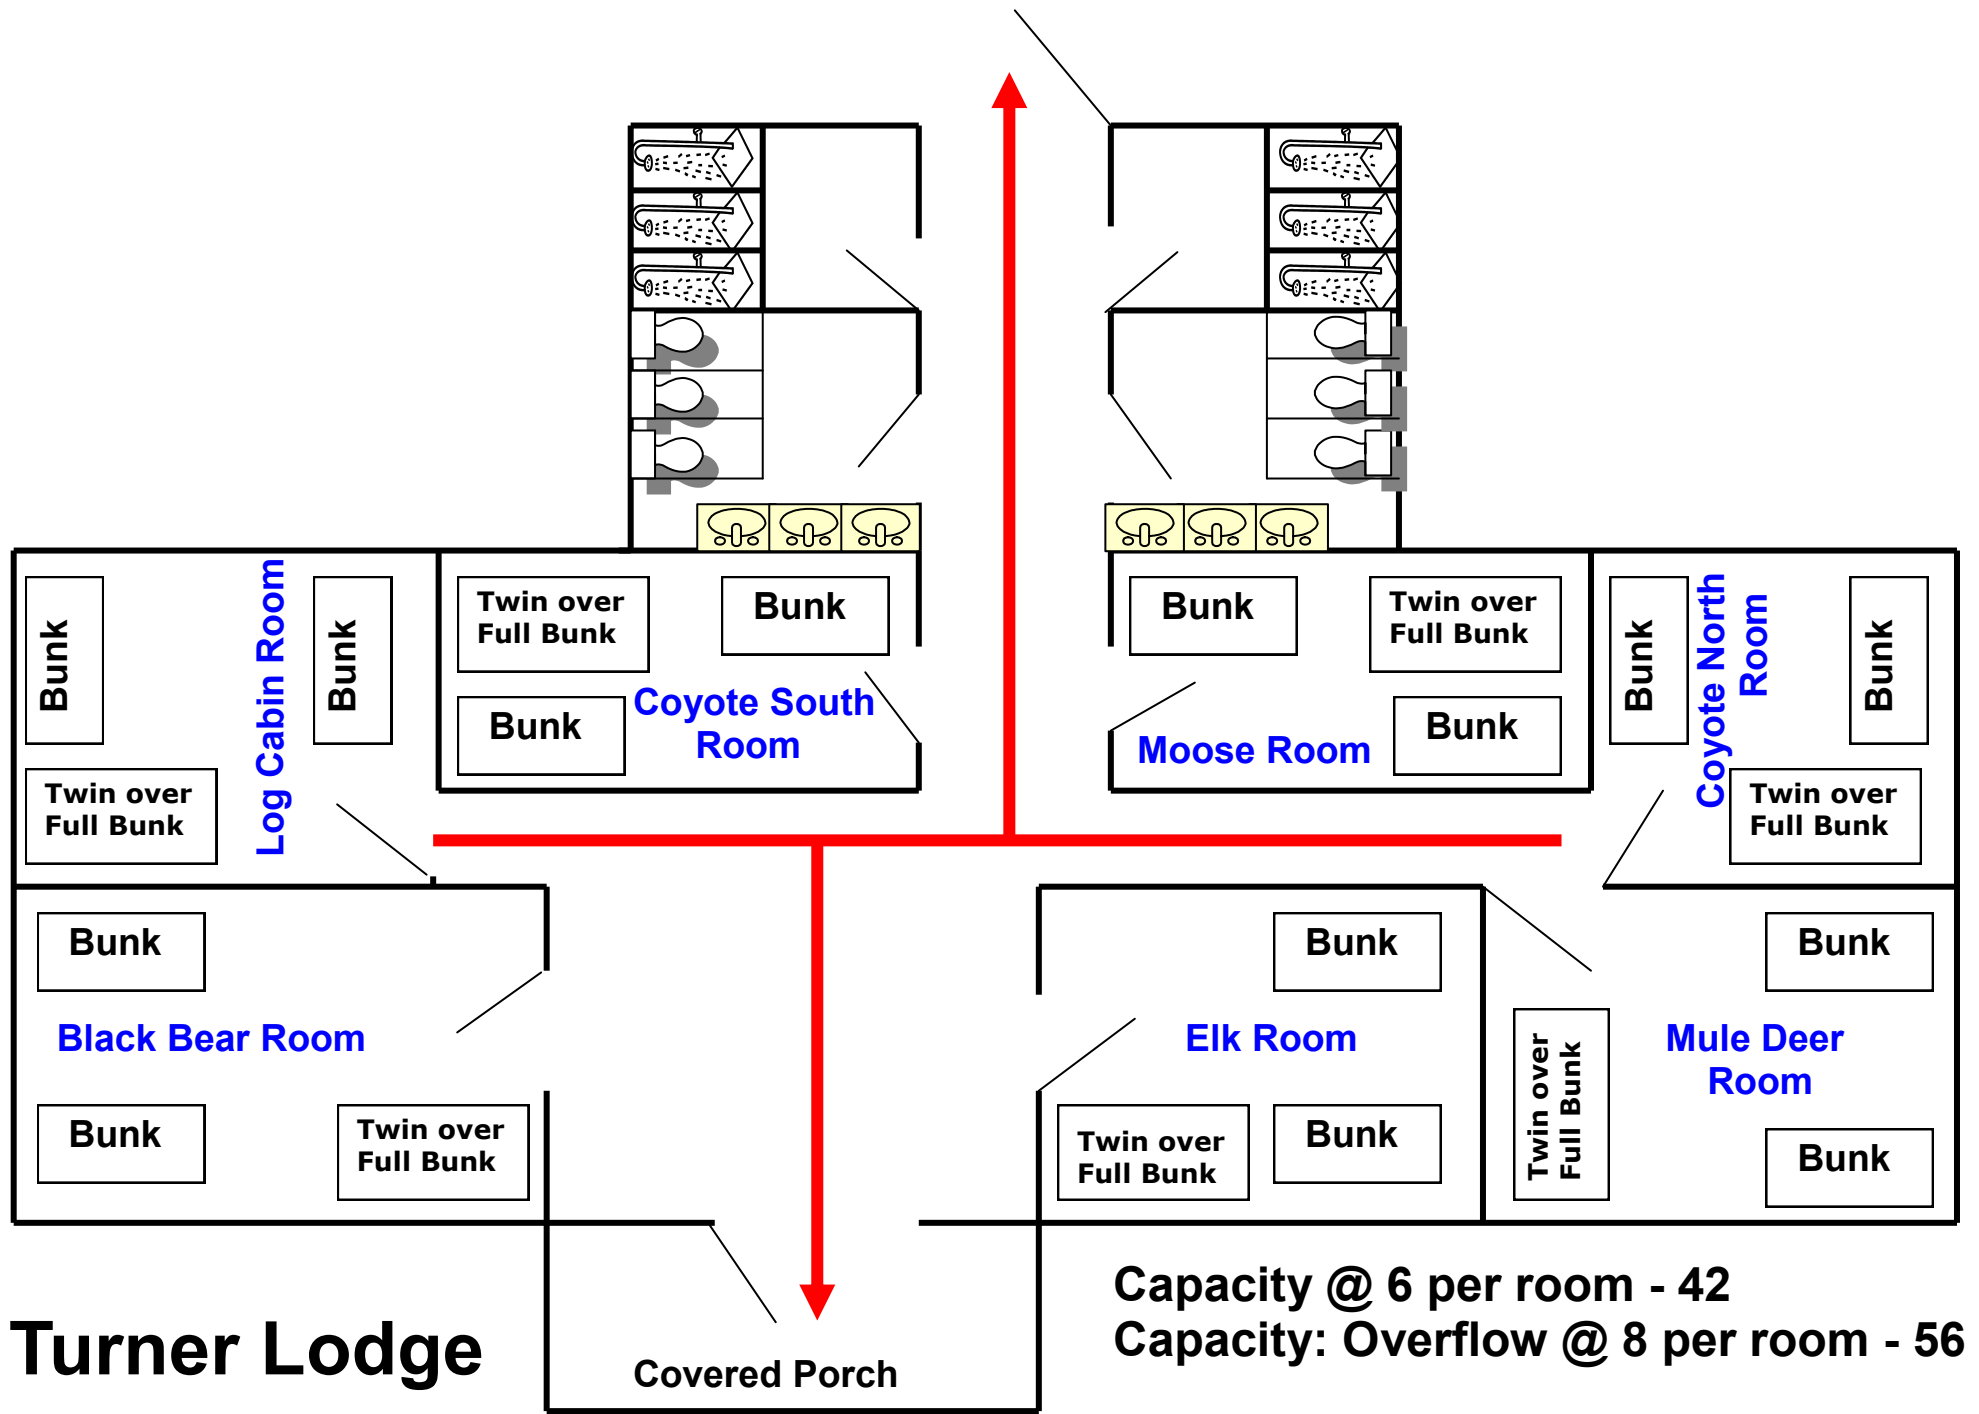 Bunk
Bunk
Log Cabin Room
Twin over
Full Bunk
Twin over
Full Bunk
Bunk
Bunk
Coyote South
Room
Bunk
Twin over
Full Bunk
Moose Room
Bunk
Bunk
Coyote North
Room
Bunk
Twin over
Full Bunk
Bunk
Black Bear Room
Bunk
Twin over
Full Bunk
Bunk
Elk Room
Twin over
Full Bunk
Bunk
Bunk
Mule Deer
Room
Twin over
Full Bunk
Bunk
Turner Lodge
Covered Porch
Capacity @ 6 per room - 42
Capacity: Overflow @ 8 per room - 56